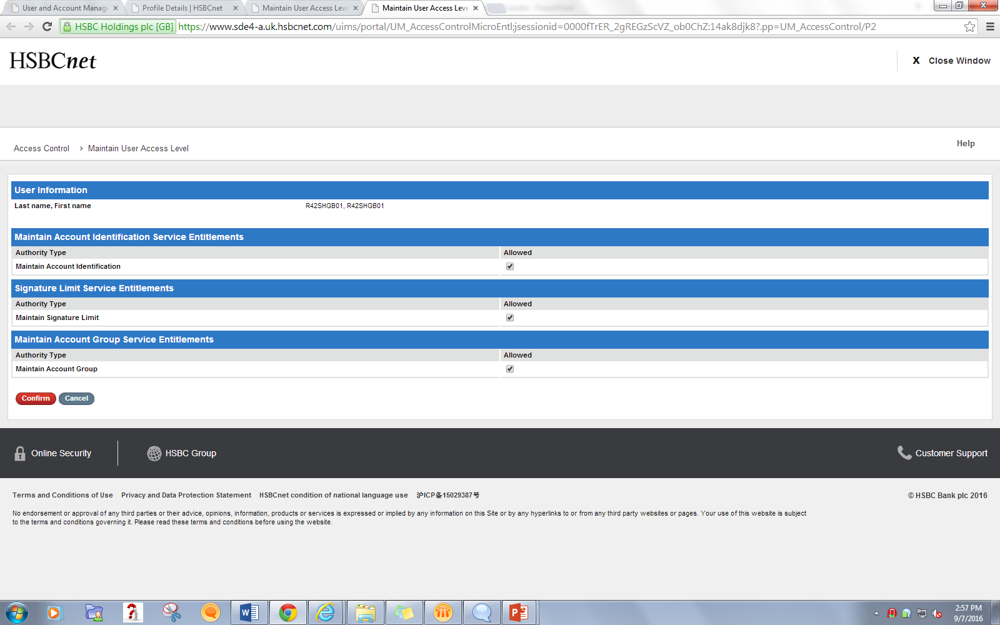 User and Account Manag
Profile Details | HSBCnet
Maintain User Access Leve
Maintain User Access Leve
HSBC Holdings plc [GB]
https://www.sde4-a.uk.hsbcnet.com/uims/portal/UM_AccessControlMicroEntl;jsessionid=0000fTrER_2gREGzScVZ_ob0ChZ:14ak8djk8?.pp=UM_AccessControl/P2
HSBCnet
X Close Window
Access Control > Maintain User Access Level
Help
User Information
Last name, First name R42SHGB01, R42SHGB01
Maintain Account Identification Service Entitlements
Authority Type Allowed
Maintain Account Identification
Signature Limit Service Entitlements
Authority Type Allowed
Maintain Signature Limit
Maintain Account Group Service Entitlements
Authority Type Allowed
Maintain Account Group
Confirm Cancel
Online Security
HSBC Group
Customer Support
Terms and Conditions of Use Privacy and Data Protection Statement HSBCnet condition of national language use 沪ICP备15029387号
© HSBC Bank plc 2016
No endorsement or approval of any third parties or their advice, opinions, information, products or services is expressed or implied by any information on this Site or by any hyperlinks to or from any third party websites or pages. Your use of this website is subject
to the terms and conditions governing it. Please read these terms and conditions before using the website.
2:57 PM
9/7/2016